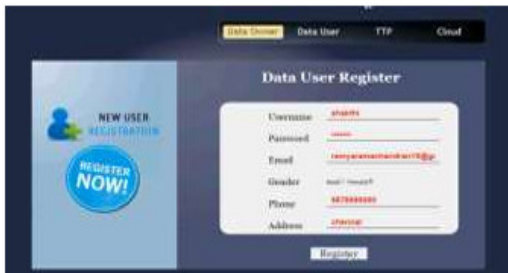 Data Owner Data User TTP Cloud
Data User Register
NEW USER
REGISTRATION
REGISTER
NOW!
Username
Password
Email
Gender
Phone
Address chennai
Register